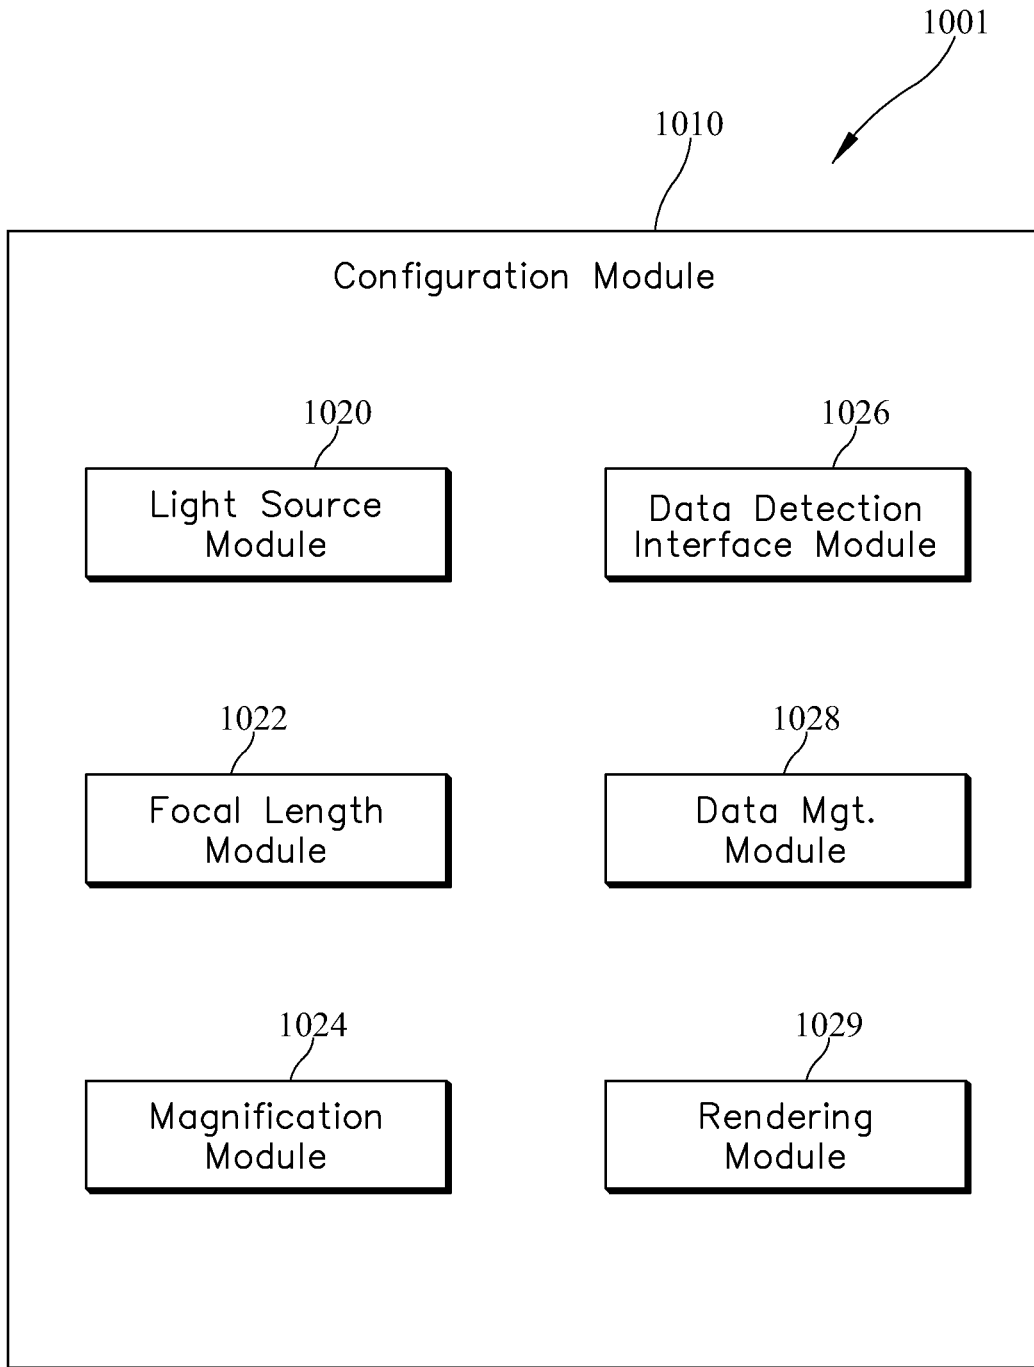 1001
1010
Configuration Module
1020
Light Source
Module
1026
Data Detection
Interface Module
1022
Focal Length
Module
1028
Data Mgt.
Module
1024
Magnification
Module
1029
Rendering
Module